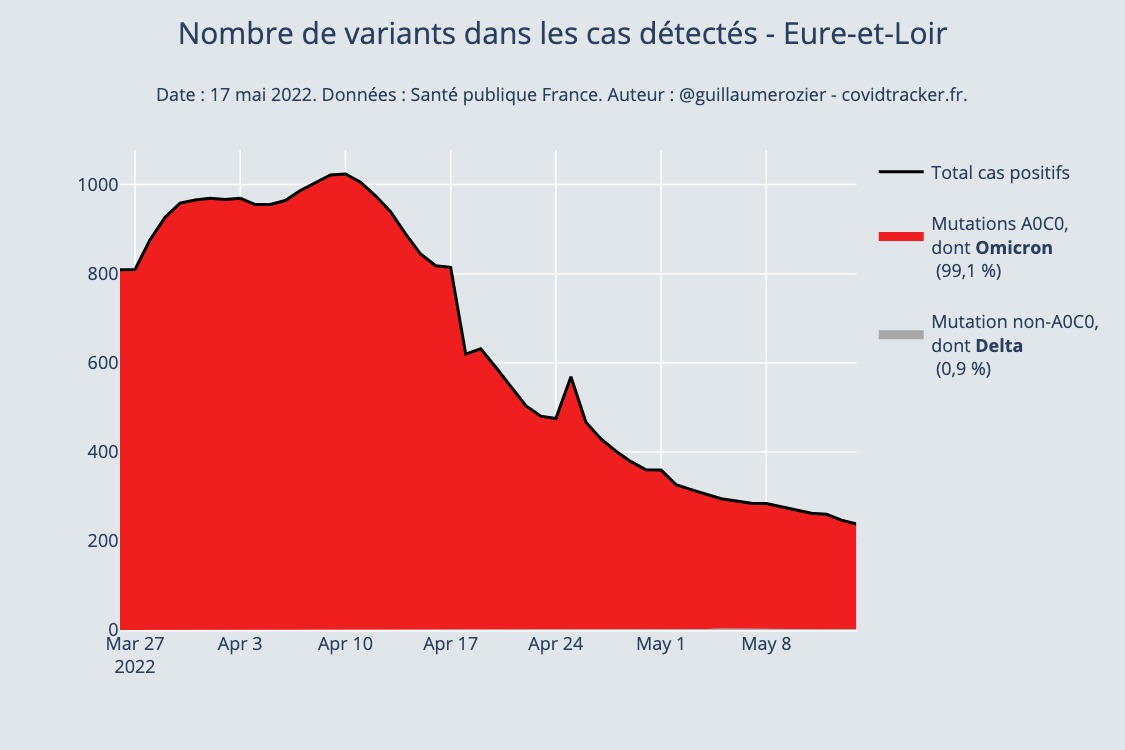 Nombre de variants dans les cas détectés - Eure-et-Loir
Date : 17 mai 2022. Données : Santé publique France. Auteur : @guillaumerozier - covidtracker.fr.
Total cas positifs
Mutations A0C0,
dont Omicron
(99,1 %)
Mutation non-A0C0,
dont Delta
(0,9 %)
1000
800
600
400
200
0
Mar 27
2022
Apr 3
Apr 10
Apr 17
Apr 24
May 1
May 8